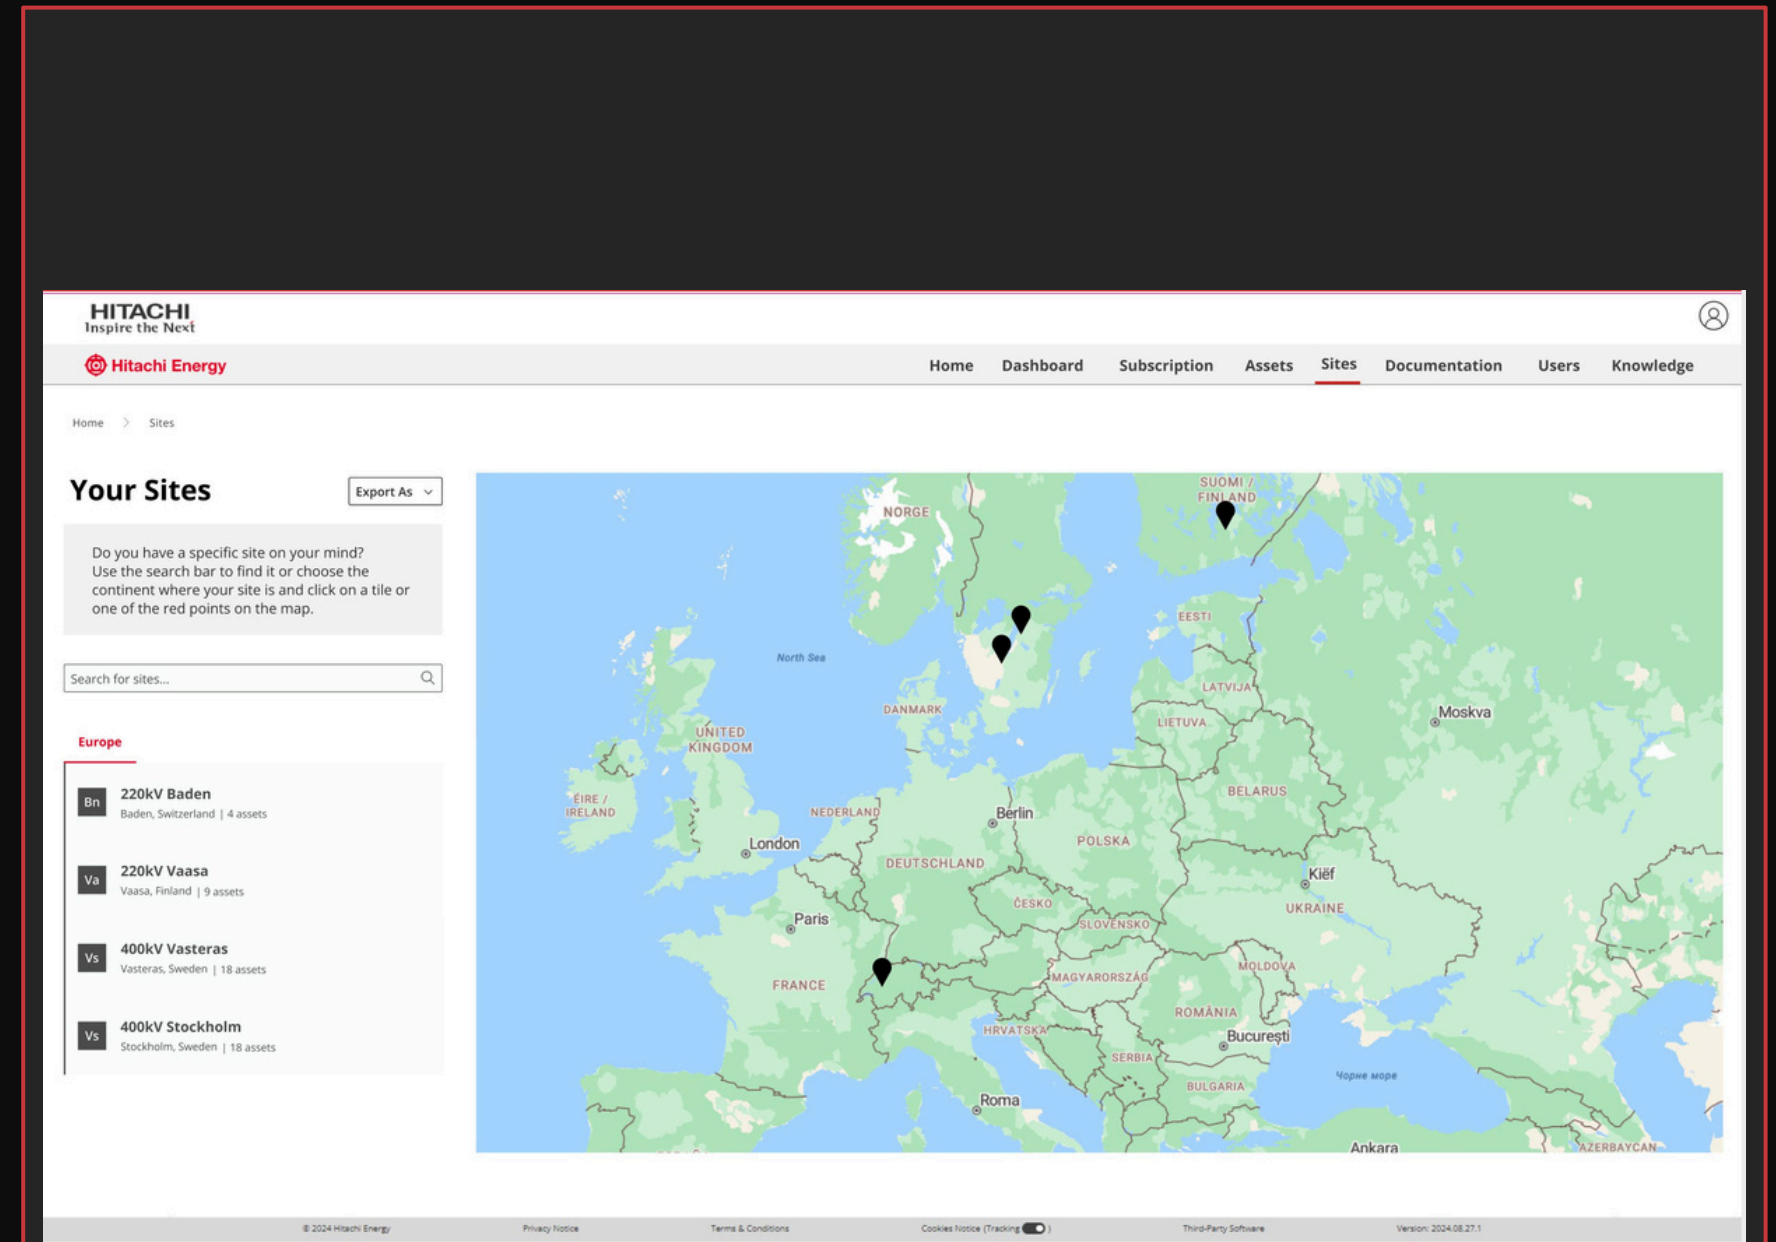 HITACHI
Inspire the Next
Hitachi Energy
Home Dashboard Subscription Assets Sites Documentation Users Knowledge
Home > Sites
Your Sites
Export As
Do you have a specific site on your mind?
Use the search bar to find it or choose the
continent where your site is and click on a tile or
one of the red points on the map.
Search for sites...
Europe
Bn
220kV Baden
Baden, Switzerland | 4 assets
Va
220kV Vaasa
Vaasa, Finland | 9 assets
Vs
400kV Vasteras
Vasteras, Sweden | 18 assets
Vs
400kV Stockholm
Stockholm, Sweden | 18 assets
SUOMI /
FINLAND
NORGE
EESTI
North Sea
LATVIJA
DANMARK
LIETUVA
Moskva
UNITED
KINGDOM
BELARUS
ÉIRE /
IRELAND
NEDERLAND
Berlin
London
POLSKA
DEUTSCHLAND
Kiëf
ČESKO
UKRAINE
Paris
SLOVENSKO
MOLDOVA
FRANCE
MAGYARORSZÁG
ROMÂNIA
HRVATSKA
București
SERBIA
Чорне море
BULGARIA
Roma
Ankara
AZERBAYCAN
© 2024 Hitachi Energy
Privacy Notice
Terms & Conditions
Cookies Notice (Tracking )
Third-Party Software
Version: 2024.08.27.1